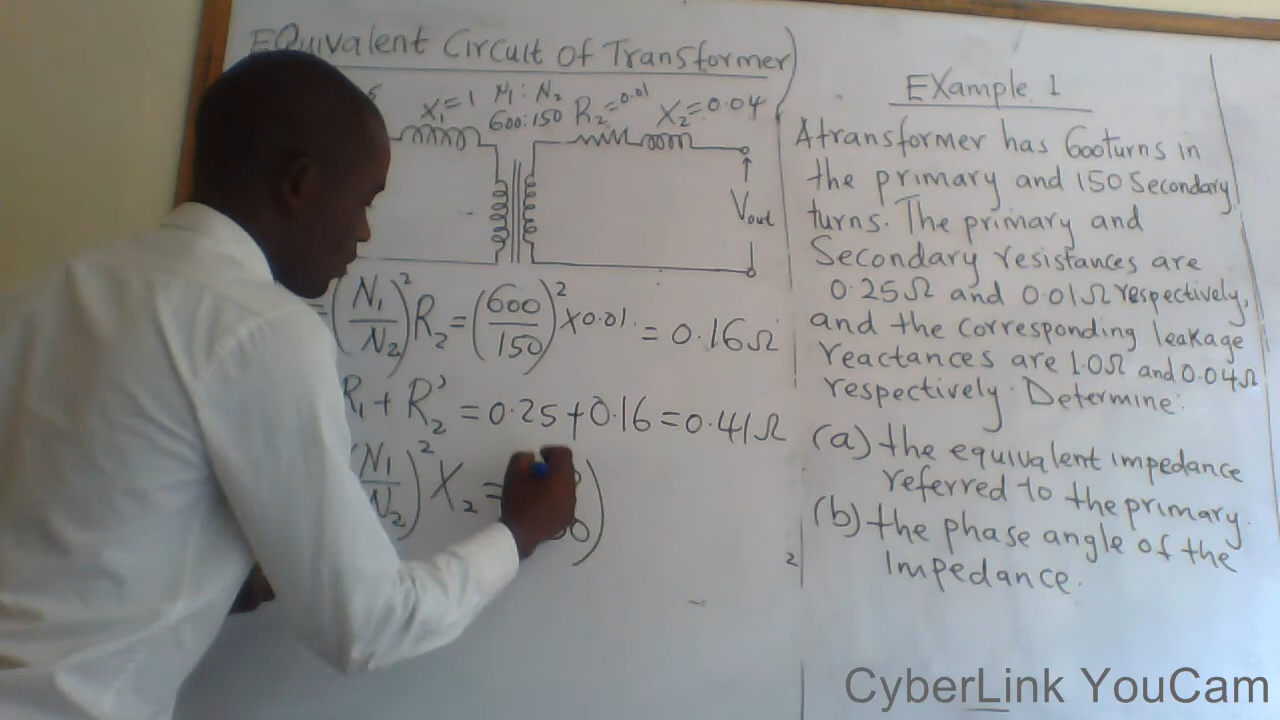 EQuivalent Circuit Of Transformer
X₁=1 N₁ : N₂ R₂=0.01 X₂=0.04
600:150
Vout
(N₁/N₂)²R₂ = (600/150)² X0.01 = 0.16Ω
R₁ + R₂' = 0.25+0.16=0.41Ω
(N₁/N₂)² X₂ =
2
EXample 1
A transformer has 600turns in
the primary and 150 Secondary
turns. The primary and
Secondary resistances are
0.25Ω and 0.01Ω respectively,
and the corresponding leakage
reactances are 1.0Ω and 0.04Ω
respectively. Determine:
(a) the equivalent impedance
referred to the primary.
(b) the phase angle of the
Impedance.
CyberLink YouCam